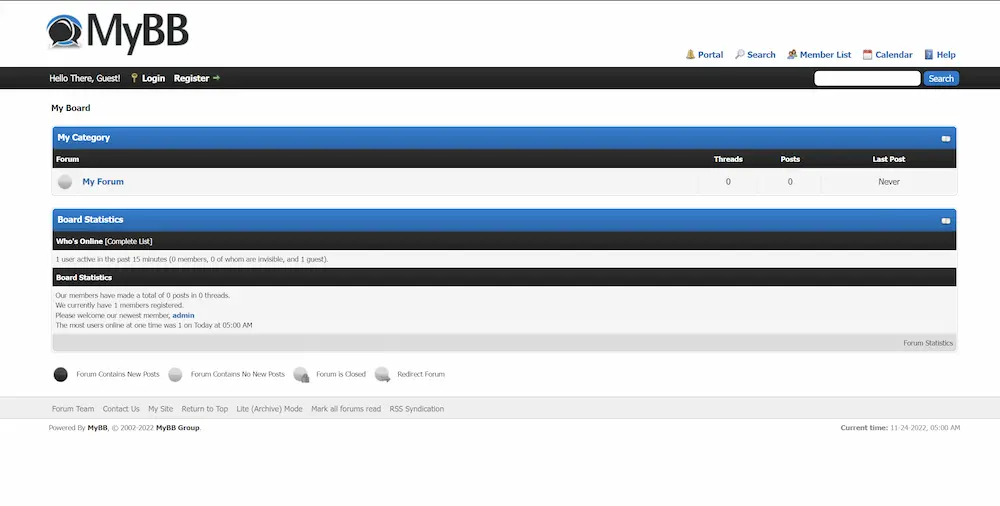 MyBB
Portal Search Member List Calendar Help
Hello There, Guest! Login Register Search
My Board
My Category
Forum Threads Posts Last Post
My Forum 0 0 Never
Board Statistics
Who's Online [Complete List]
1 user active in the past 15 minutes (0 members, 0 of whom are invisible, and 1 guest).
Board Statistics
Our members have made a total of 0 posts in 0 threads.
We currently have 1 members registered.
Please welcome our newest member, admin
The most users online at one time was 1 on Today at 05:00 AM
Forum Statistics
Forum Contains New Posts Forum Contains No New Posts Forum is Closed Redirect Forum
Forum Team Contact Us My Site Return to Top Lite (Archive) Mode Mark all forums read RSS Syndication
Powered By MyBB, © 2002-2022 MyBB Group. Current time: 11-24-2022, 05:00 AM